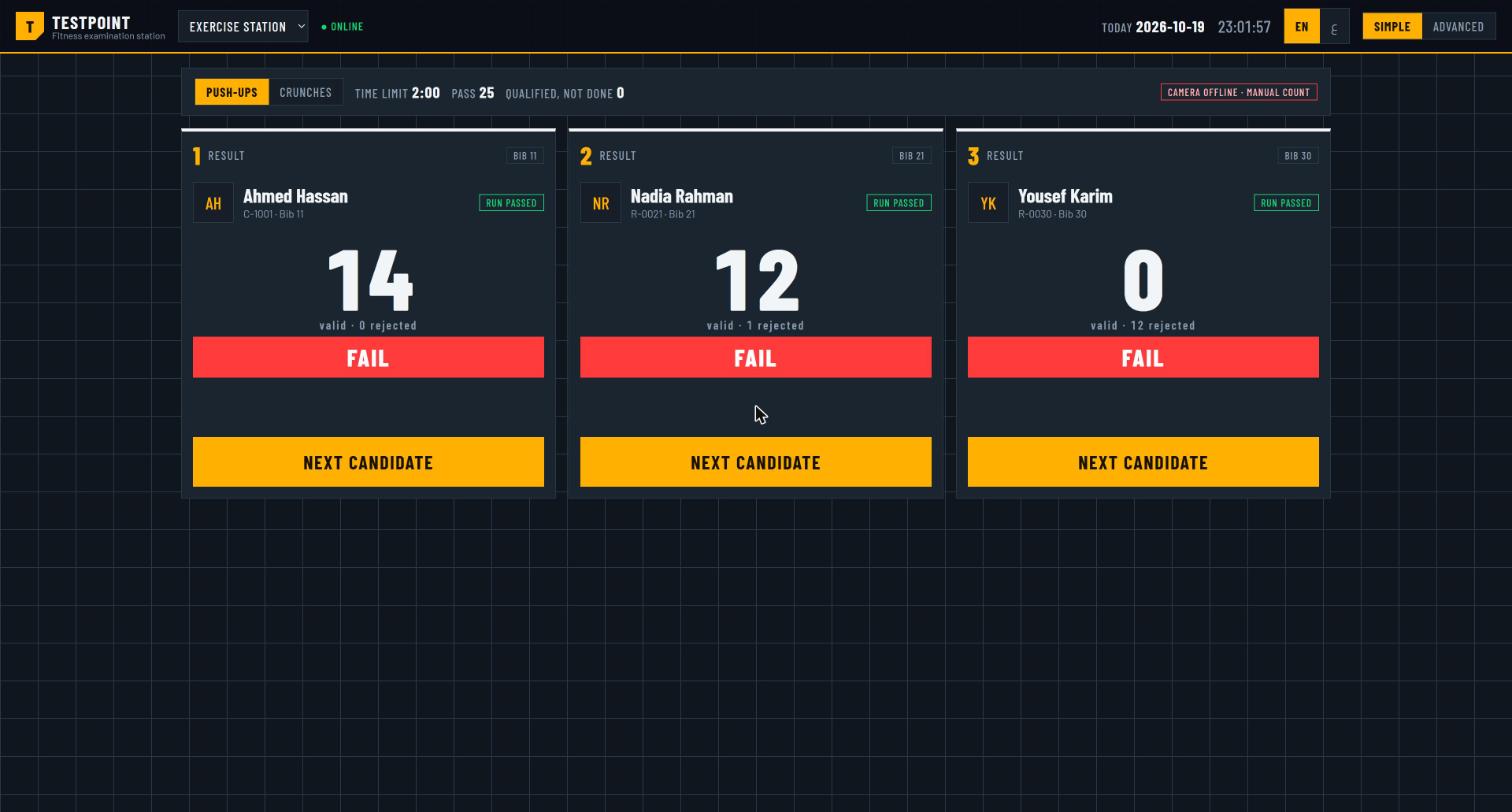 T
TESTPOINT
Fitness examination station
EXERCISE STATION
ONLINE
TODAY 2026-10-19 23:01:57
EN
ع
SIMPLE
ADVANCED
PUSH-UPS
CRUNCHES
TIME LIMIT 2:00 PASS 25 QUALIFIED, NOT DONE 0
CAMERA OFFLINE · MANUAL COUNT
1 RESULT
BIB 11
AH
Ahmed Hassan
C-1001 · Bib 11
RUN PASSED
14
valid · 0 rejected
FAIL
NEXT CANDIDATE
2 RESULT
BIB 21
NR
Nadia Rahman
R-0021 · Bib 21
RUN PASSED
12
valid · 1 rejected
FAIL
NEXT CANDIDATE
3 RESULT
BIB 30
YK
Yousef Karim
R-0030 · Bib 30
RUN PASSED
0
valid · 12 rejected
FAIL
NEXT CANDIDATE